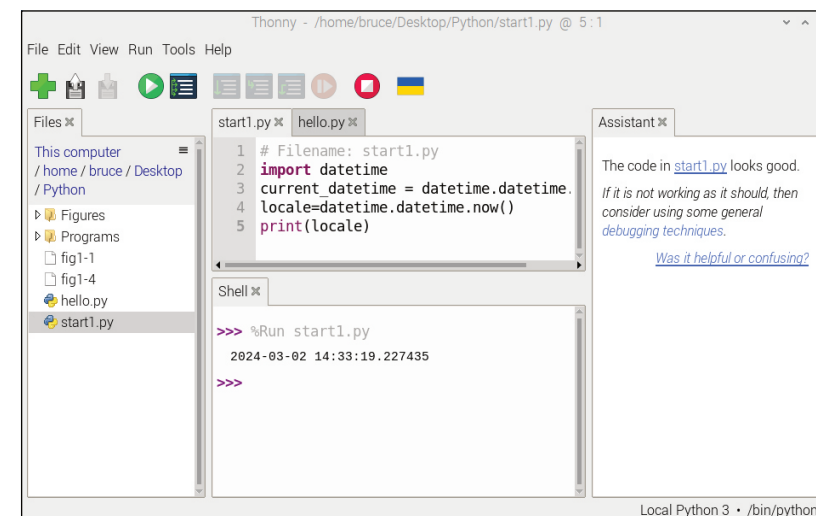 Thonny - /home/bruce/Desktop/Python/start1.py @ 5:1
File Edit View Run Tools Help
Files
This computer
/ home / bruce / Desktop
/ Python
Figures
Programs
fig1-1
fig1-4
hello.py
start1.py
start1.py hello.py
1 # Filename: start1.py
2 import datetime
3 current_datetime = datetime.datetime.
4 locale=datetime.datetime.now()
5 print(locale)
Shell
>>> %Run start1.py
2024-03-02 14:33:19.227435
>>>
Assistant
The code in start1.py looks good.
If it is not working as it should, then
consider using some general
debugging techniques.
Was it helpful or confusing?
Local Python 3 • /bin/python